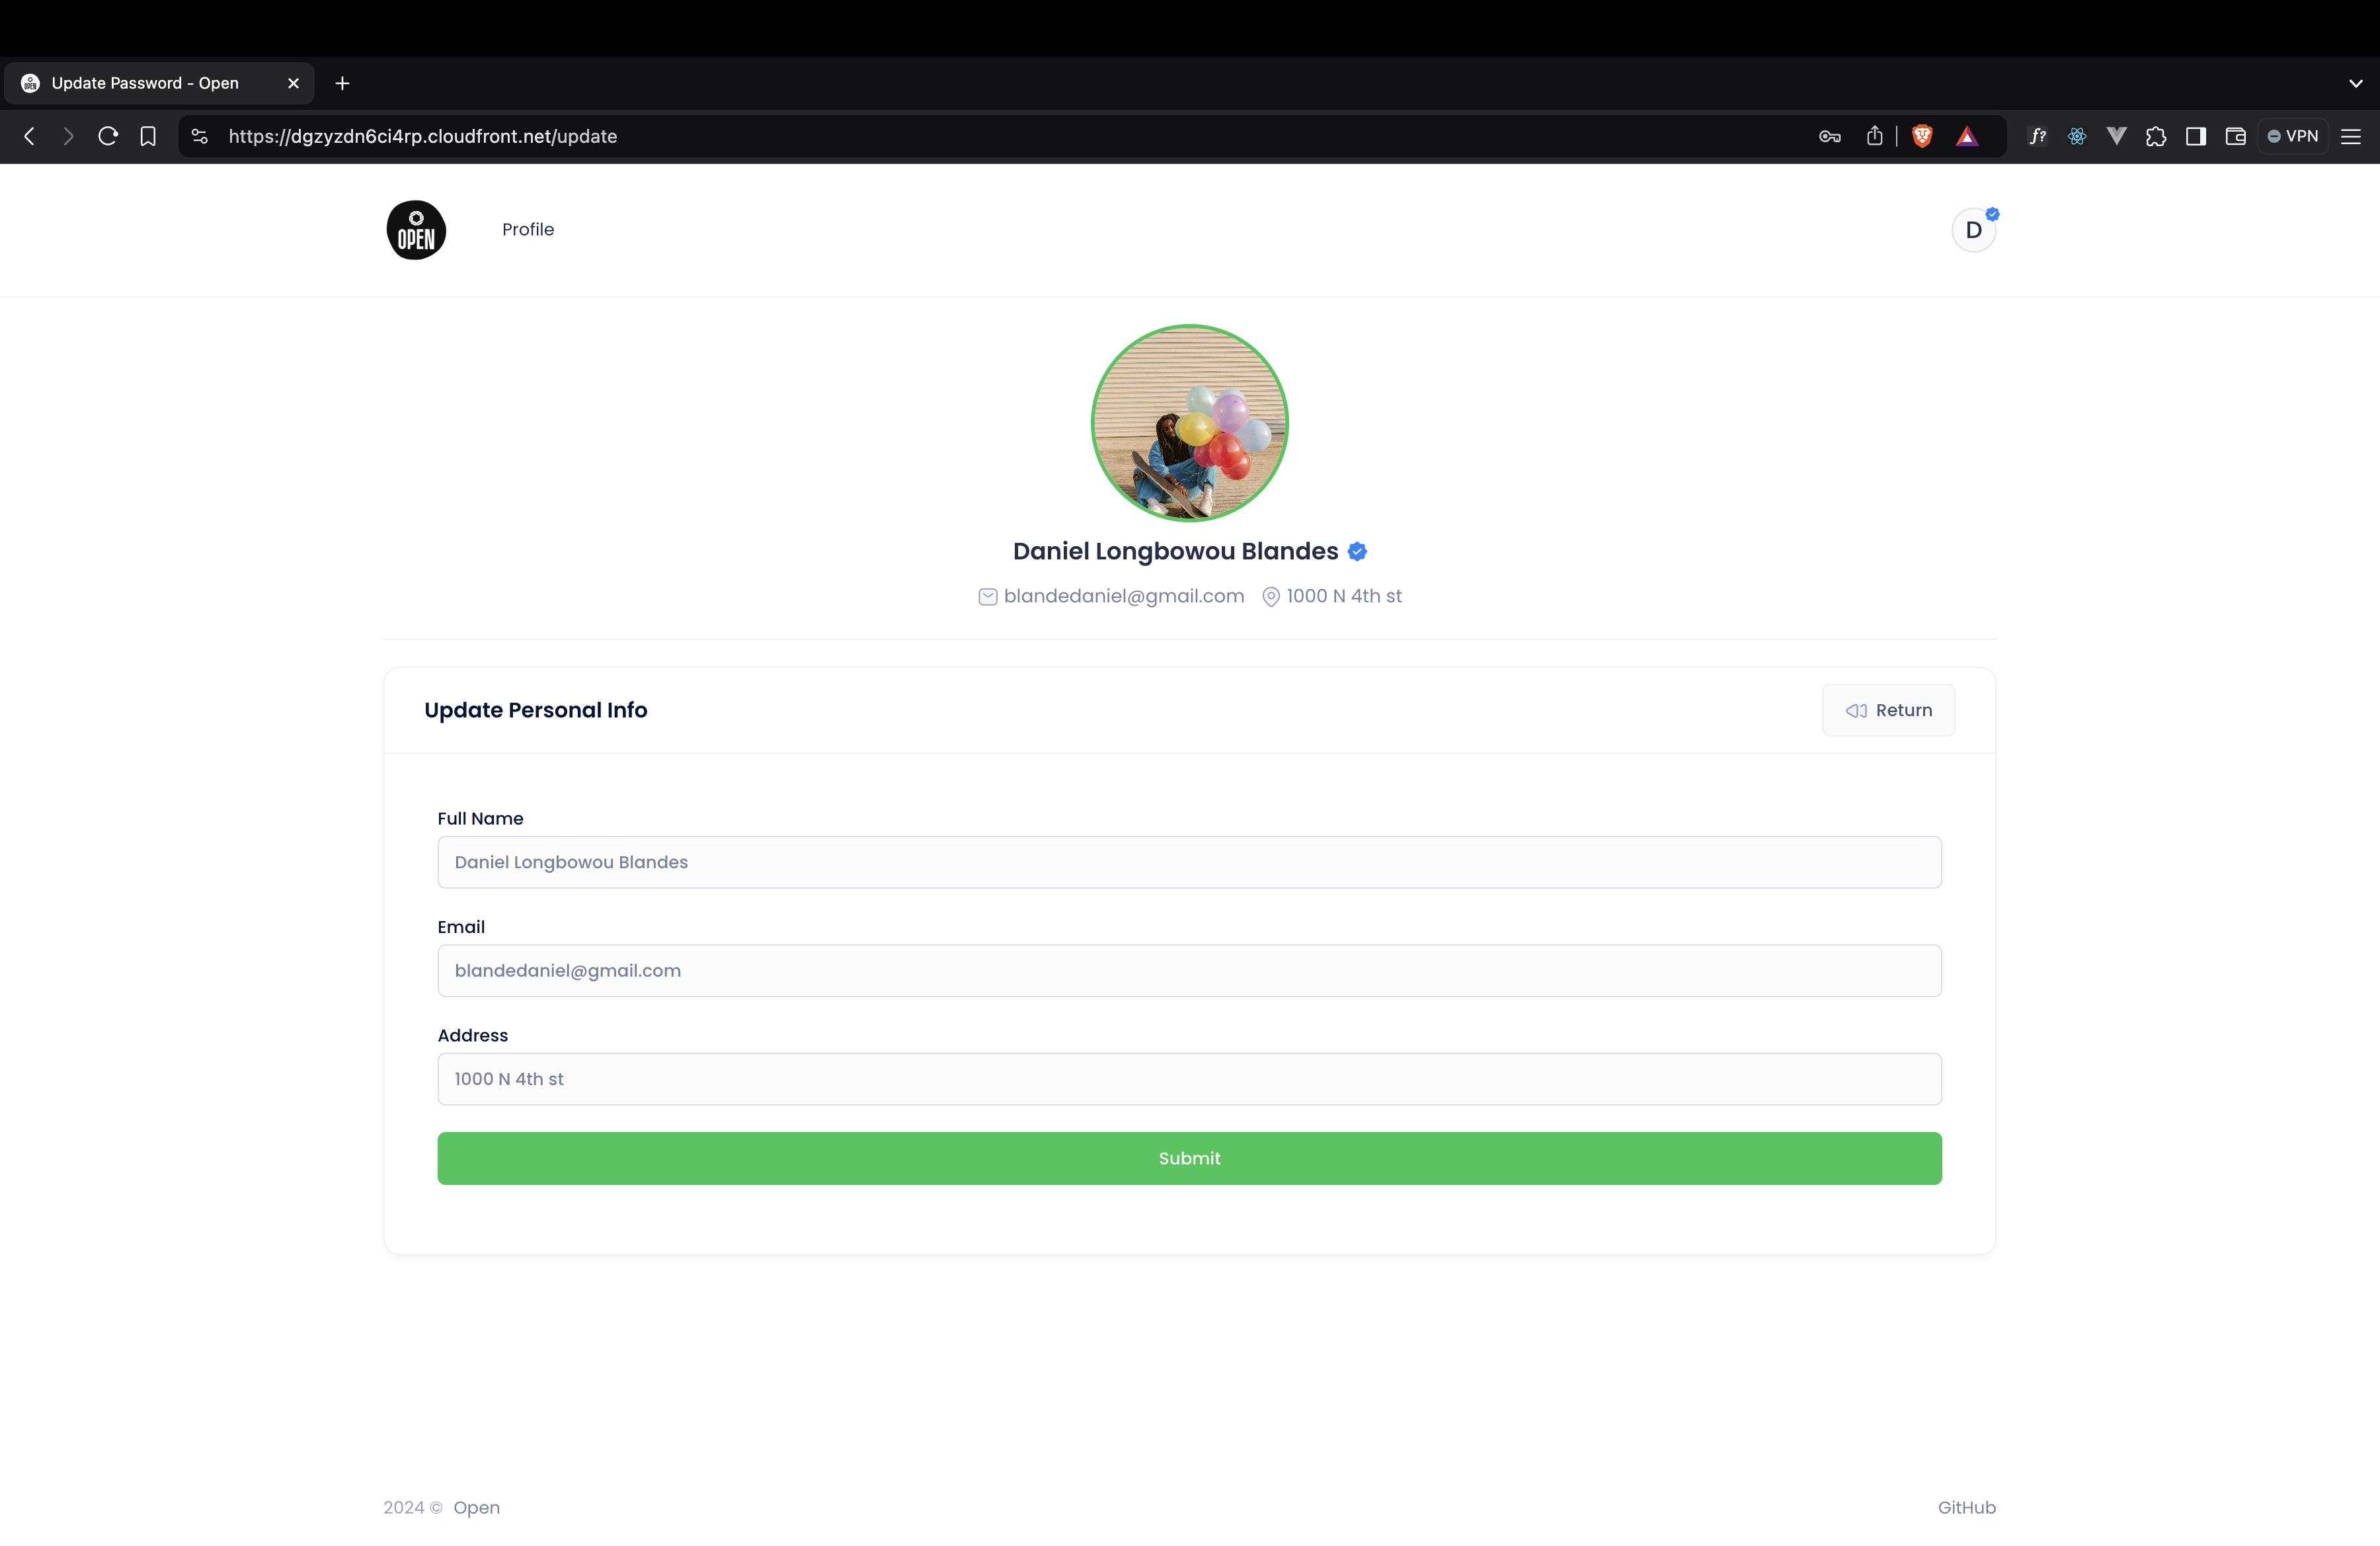 Update Password - Open
https://dgzyzdn6ci4rp.cloudfront.net/update
f?
VPN
OPEN
Profile
D
Daniel Longbowou Blandes
blandedaniel@gmail.com 1000 N 4th st
Update Personal Info
Return
Full Name
Daniel Longbowou Blandes
Email
blandedaniel@gmail.com
Address
1000 N 4th st
Submit
2024 © Open
GitHub